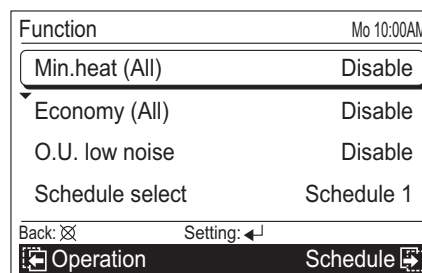 Function Mo 10:00AM
Min.heat (All) Disable
Economy (All) Disable
O.U. low noise Disable
Schedule select Schedule 1
Back: Setting:
Operation Schedule